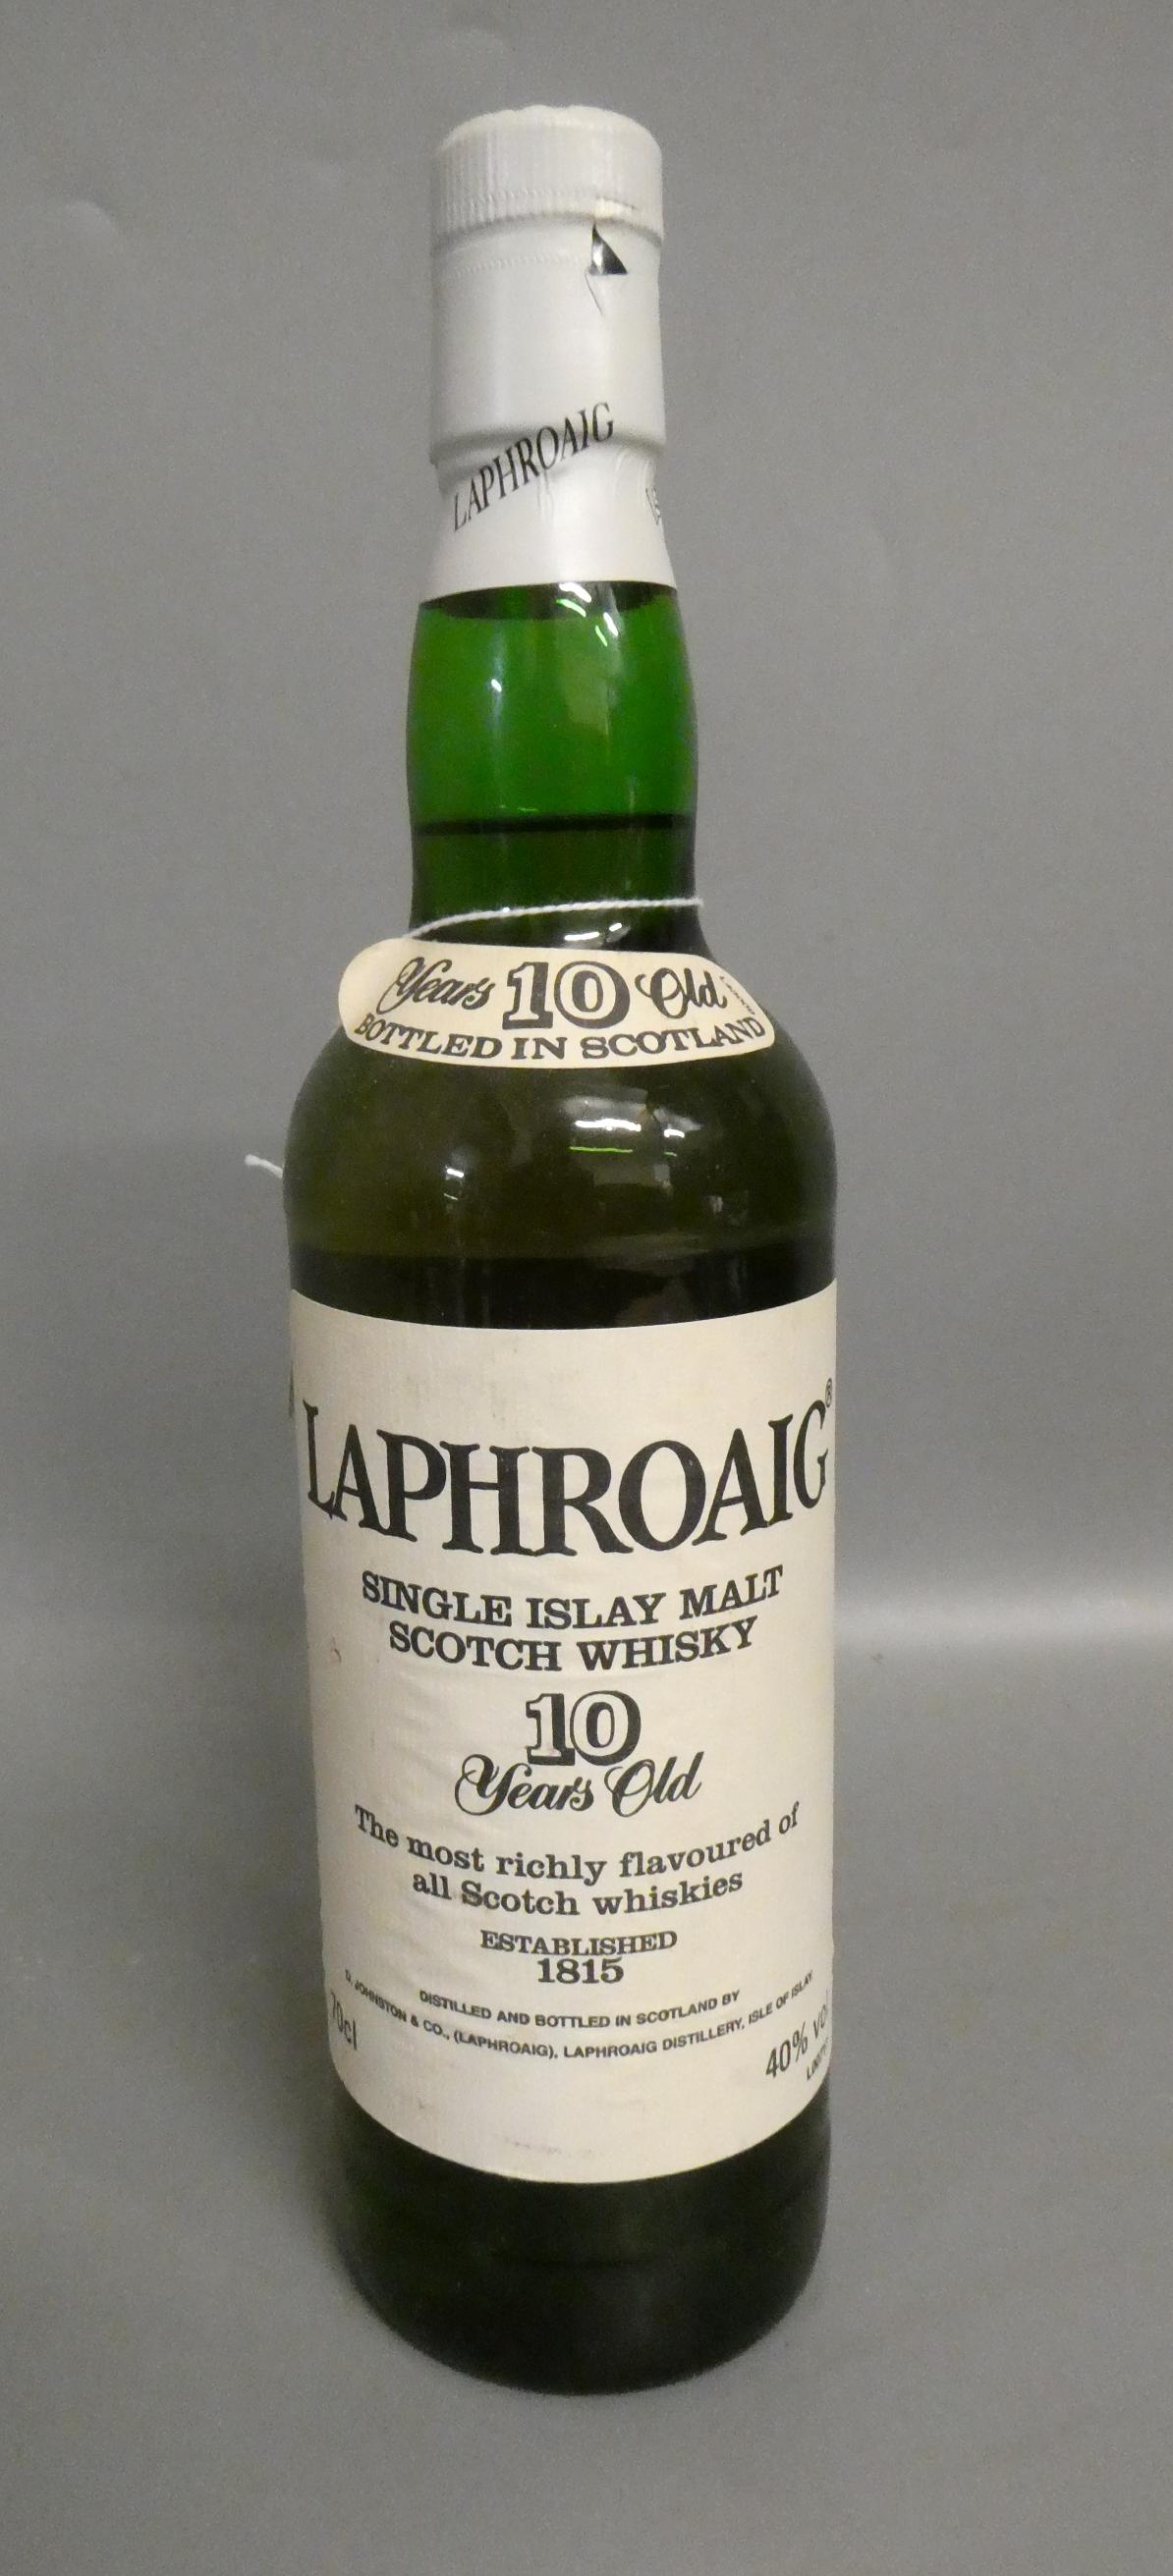 LAPHROAIG
Years 10 Old
BOTTLED IN SCOTLAND
LAPHROAIG®
SINGLE ISLAY MALT
SCOTCH WHISKY
10
Years Old
The most richly flavoured of
all Scotch whiskies
ESTABLISHED
1815
DISTILLED AND BOTTLED IN SCOTLAND BY
D. JOHNSTON & CO., (LAPHROAIG), LAPHROAIG DISTILLERY, ISLE OF ISLAY
70cl
40%